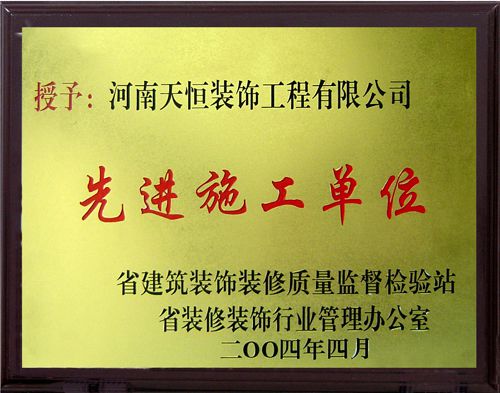 授予：河南天恒装饰工程有限公司
先进施工单位
省建筑装饰装修质量监督检验站
省装修装饰行业管理办公室
二OO四年四月